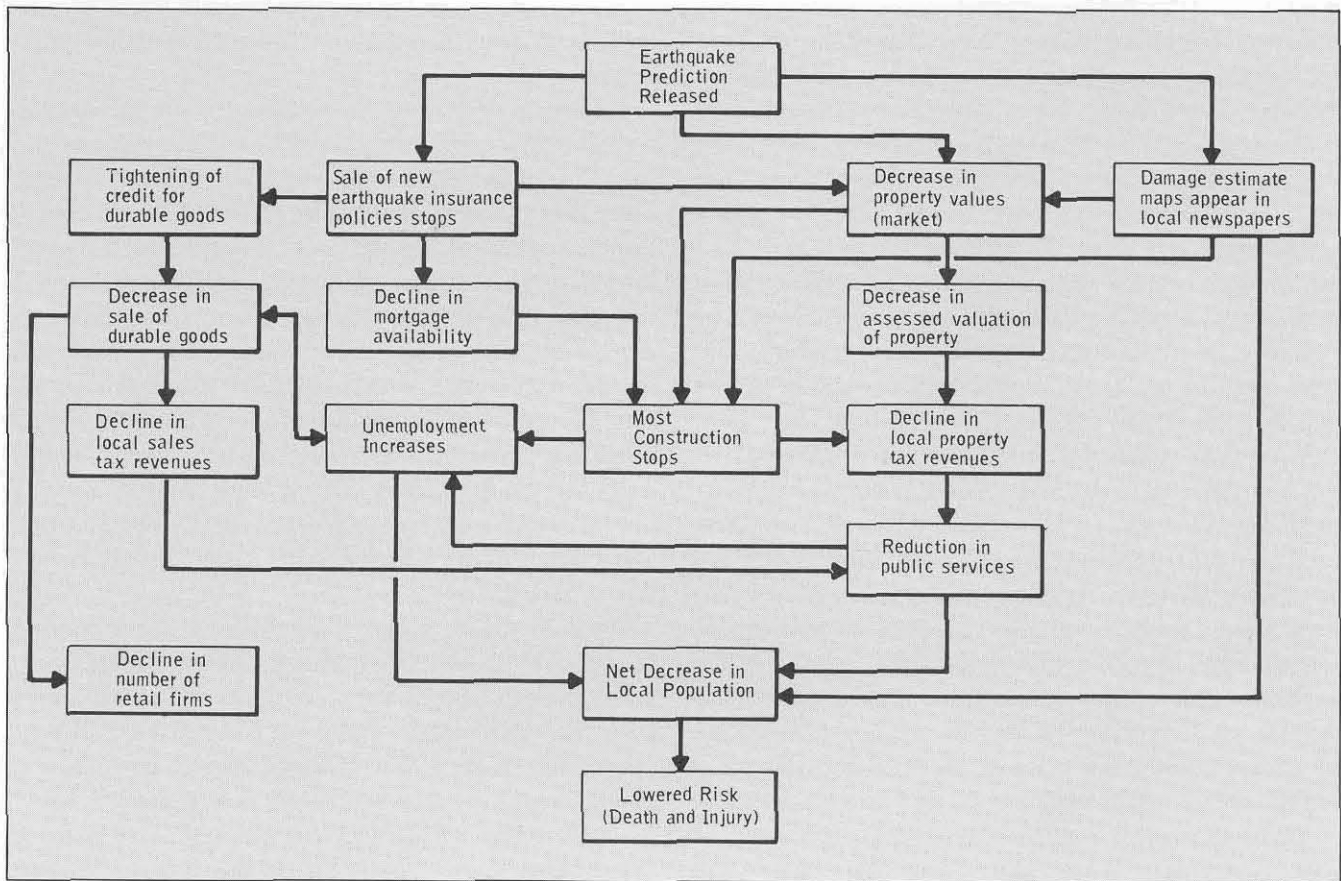 Earthquake
Prediction
Released
Tightening of
credit for
durable goods
Sale of new
earthquake insurance
policies stops
Decrease in
property values
(market)
Damage estimate
maps appear in
local newspapers
Decrease in
sale of
durable goods
Decline in
mortgage
availability
Decrease in
assessed valuation
of property
Decline in
local sales
tax revenues
Unemployment
Increases
Most
Construction
Stops
Decline in
local property
tax revenues
Reduction in
public services
Decline in
number of
retail firms
Net Decrease in
Local Population
Lowered Risk
(Death and Injury)